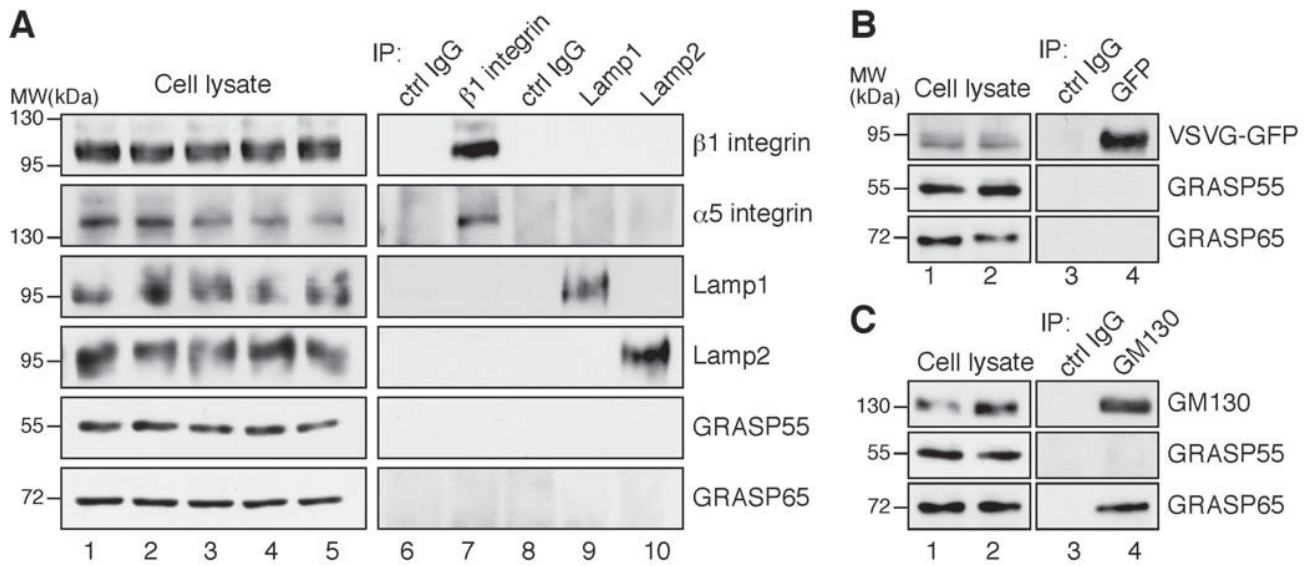 A
IP:
ctrl IgG
β1 integrin
ctrl IgG
Lamp1
Lamp2
MW(kDa)
Cell lysate
130
95
β1 integrin
130
α5 integrin
95
Lamp1
95
Lamp2
55
GRASP55
72
GRASP65
1 2 3 4 5 6 7 8 9 10
B
IP:
ctrl IgG
GFP
MW
(kDa)
Cell lysate
95
VSVG-GFP
55
GRASP55
72
GRASP65
1 2 3 4
C
IP:
ctrl IgG
GM130
Cell lysate
130
GM130
55
GRASP55
72
GRASP65
1 2 3 4